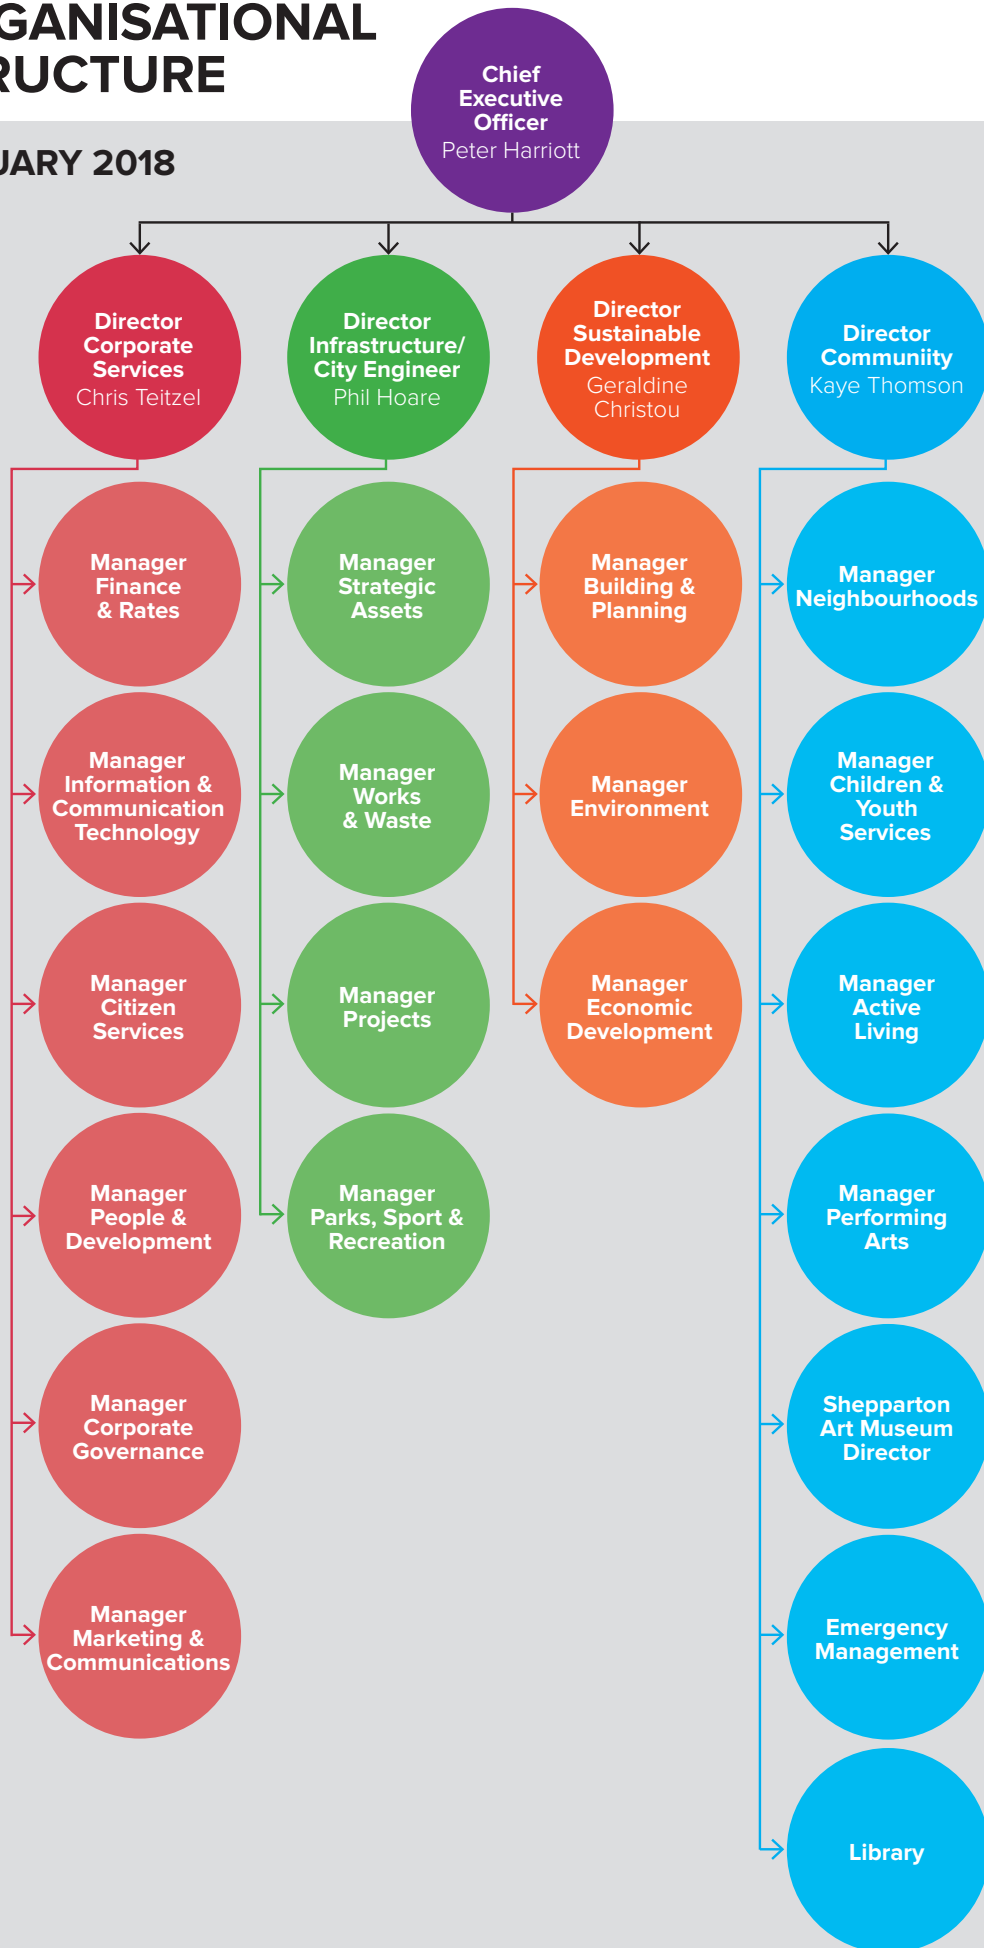 GANISATIONAL
RUCTURE
UARY 2018
Chief
Executive
Officer
Peter Harriott
Director
Corporate
Services
Chris Teitzel
Director
Infrastructure/
City Engineer
Phil Hoare
Director
Sustainable
Development
Geraldine
Christou
Director
Communiity
Kaye Thomson
Manager
Finance
& Rates
Manager
Information &
Communication
Technology
Manager
Citizen
Services
Manager
People &
Development
Manager
Corporate
Governance
Manager
Marketing &
Communications
Manager
Strategic
Assets
Manager
Works
& Waste
Manager
Projects
Manager
Parks, Sport &
Recreation
Manager
Building &
Planning
Manager
Environment
Manager
Economic
Development
Manager
Neighbourhoods
Manager
Children &
Youth
Services
Manager
Active
Living
Manager
Performing
Arts
Shepparton
Art Museum
Director
Emergency
Management
Library